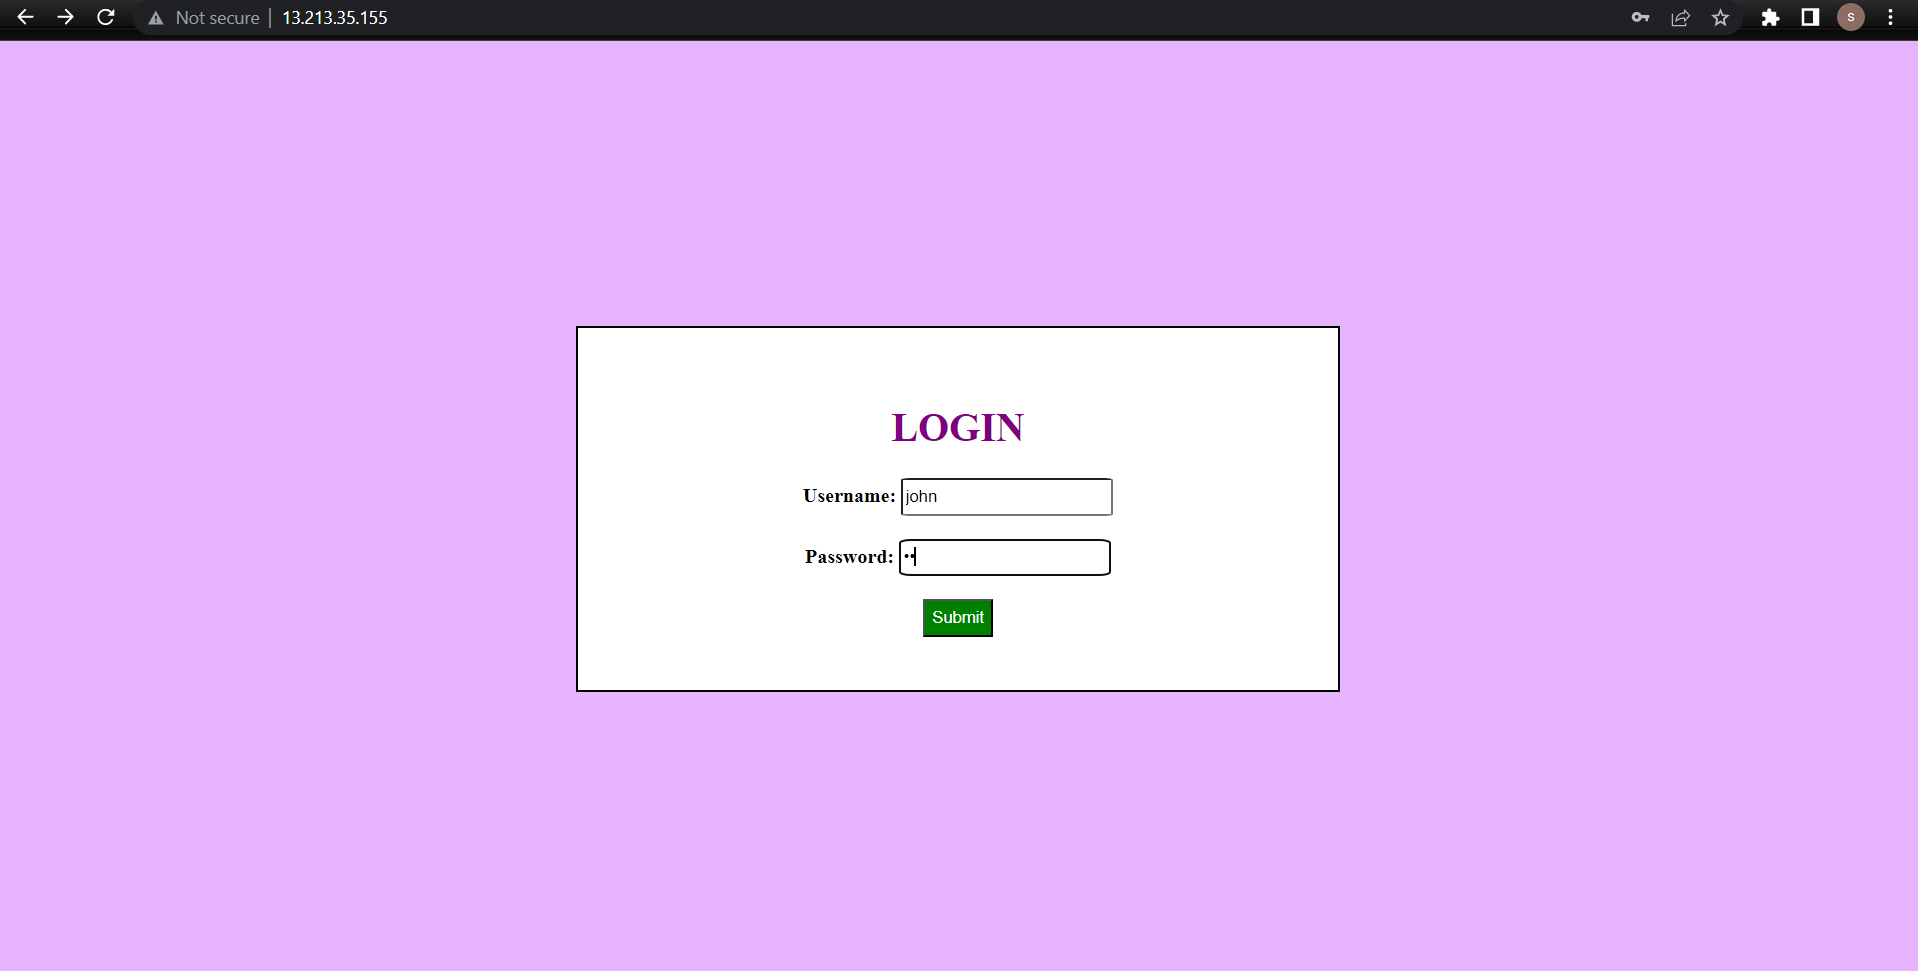 Not secure | 13.213.35.155
S
LOGIN
Username: john
Password: ••
Submit